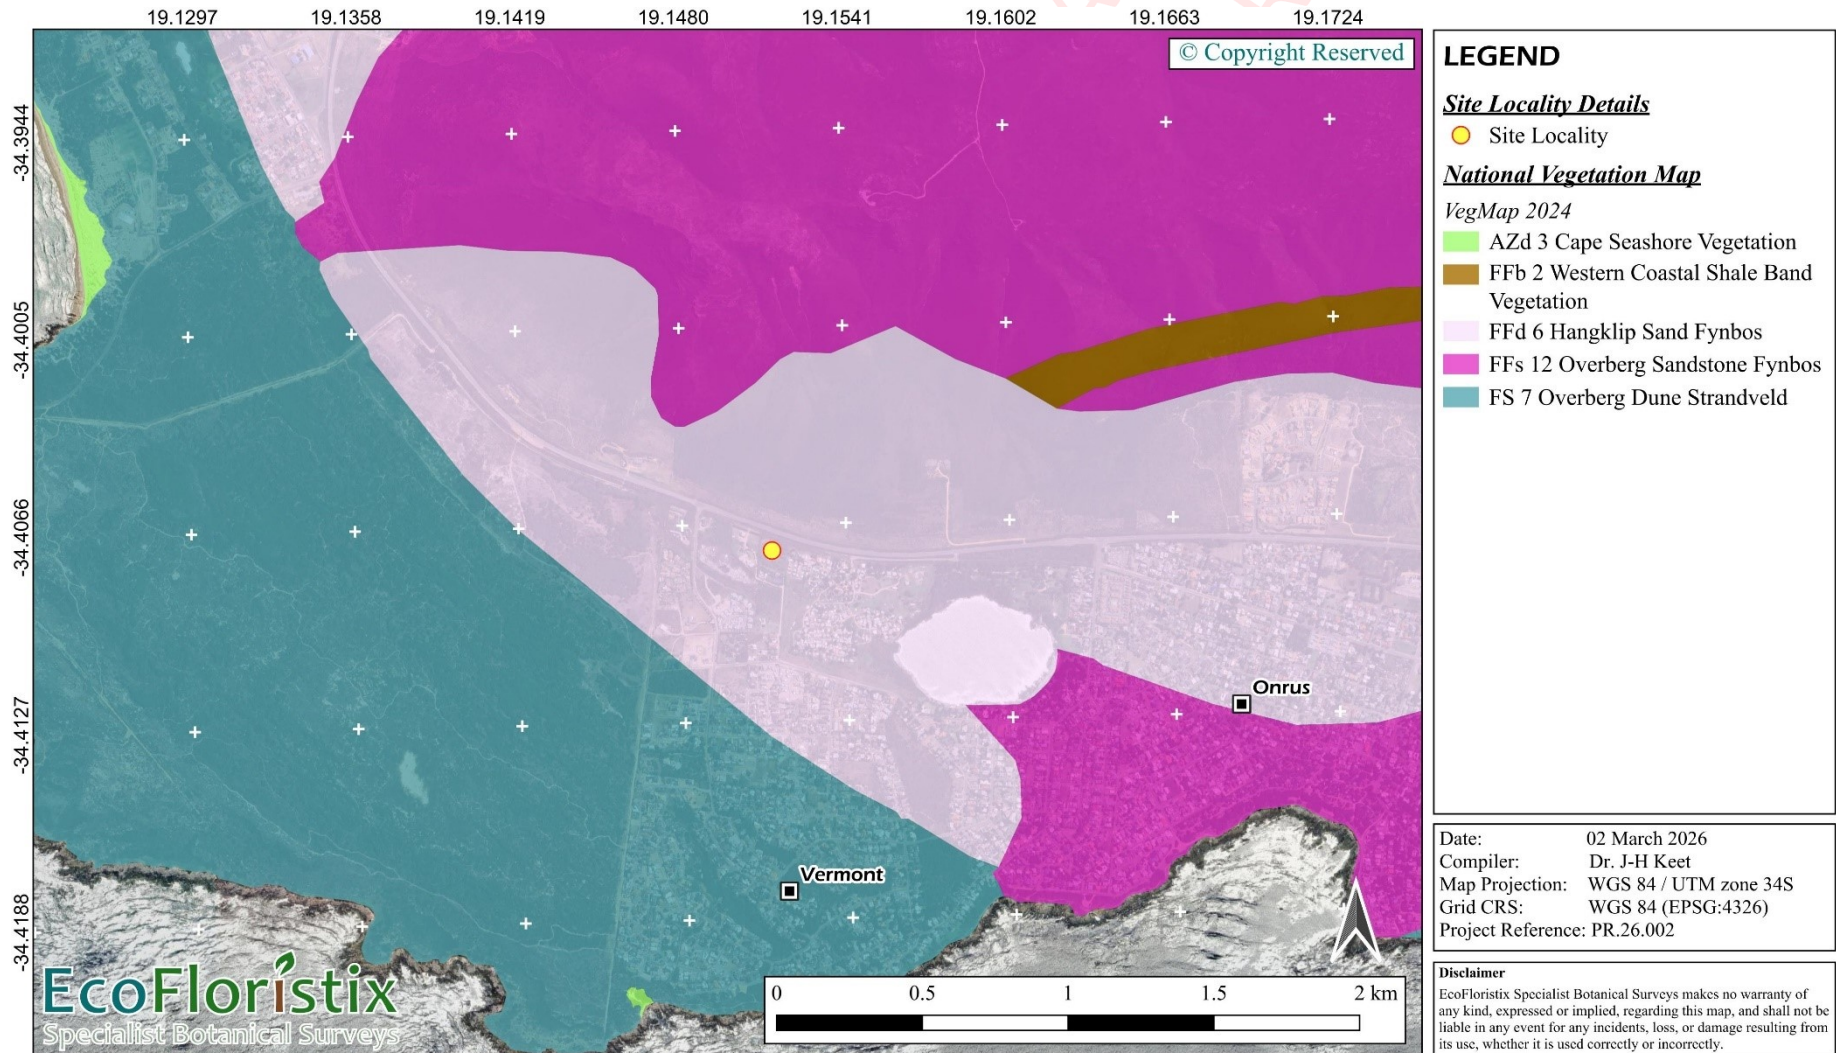 19.1297 19.1358 19.1419 19.1480 19.1541 19.1602 19.1663 19.1724
© Copyright Reserved
-34.3944
-34.4005
-34.4066
-34.4127
-34.4188
Onrus
Vermont
EcoFloristix
Specialist Botanical Surveys
0 0.5 1 1.5 2 km
LEGEND
Site Locality Details
Site Locality
National Vegetation Map
VegMap 2024
AZd 3 Cape Seashore Vegetation
FFb 2 Western Coastal Shale Band
Vegetation
FFd 6 Hangklip Sand Fynbos
FFs 12 Overberg Sandstone Fynbos
FS 7 Overberg Dune Strandveld
Date: 02 March 2026
Compiler: Dr. J-H Keet
Map Projection: WGS 84 / UTM zone 34S
Grid CRS: WGS 84 (EPSG:4326)
Project Reference: PR.26.002
Disclaimer
EcoFloristix Specialist Botanical Surveys makes no warranty of
any kind, expressed or implied, regarding this map, and shall not be
liable in any event for any incidents, loss, or damage resulting from
its use, whether it is used correctly or incorrectly.